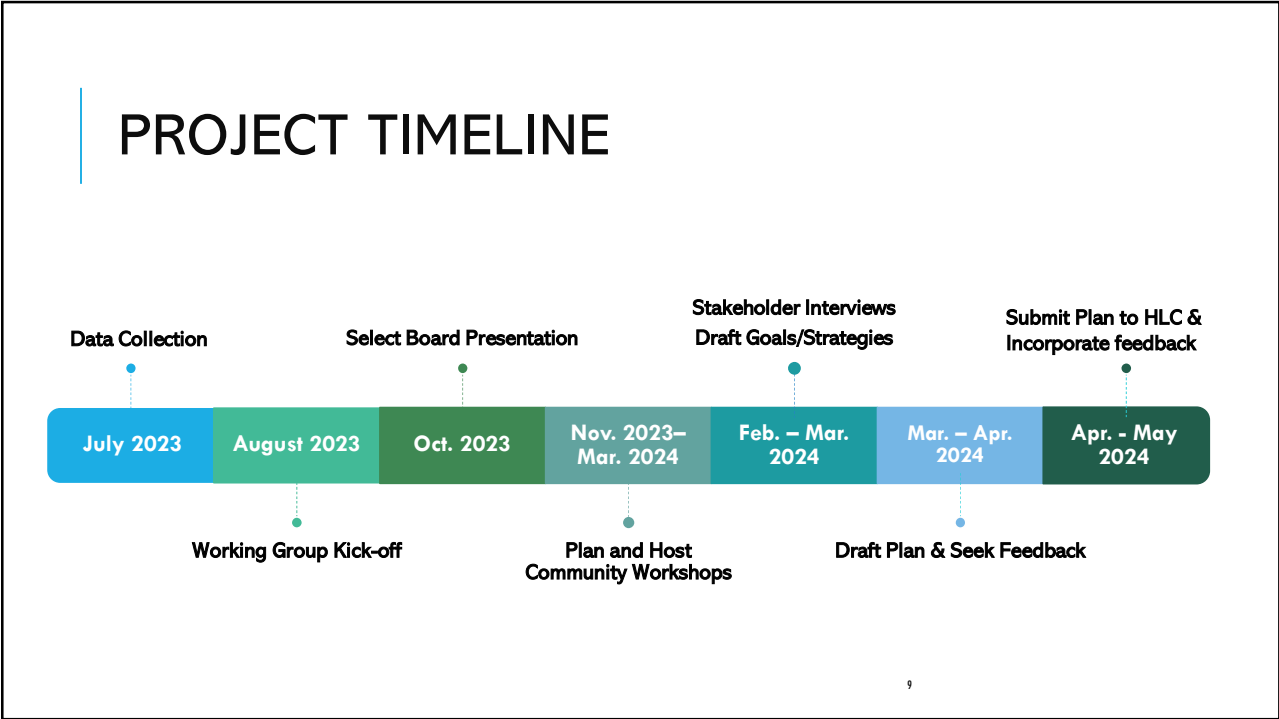 PROJECT TIMELINE
Stakeholder Interviews
Draft Goals/Strategies
Submit Plan to HLC &
Incorporate feedback
Data Collection
Select Board Presentation
July 2023
August 2023
Oct. 2023
Nov. 2023–
Mar. 2024
Feb. – Mar.
2024
Mar. – Apr.
2024
Apr. - May
2024
Working Group Kick-off
Plan and Host
Community Workshops
Draft Plan & Seek Feedback
9